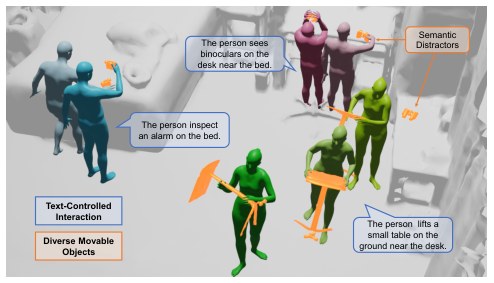 The person sees
binoculars on the
desk near the bed.
Semantic
Distractors
The person inspect
an alarm on the bed.
Text-Controlled
Interaction
Diverse Movable
Objects
The person  lifts a
small table on the
ground near the desk.